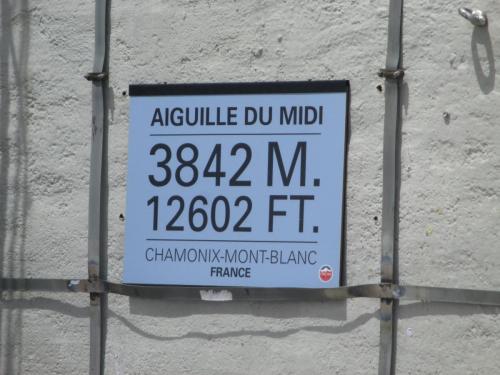 AIGUILLE DU MIDI
3842 M.
12602 FT.
CHAMONIX-MONT-BLANC
FRANCE